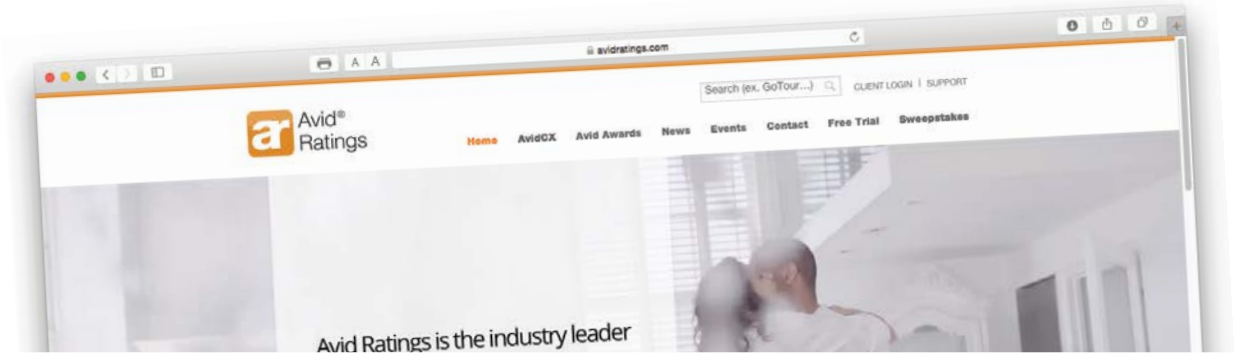 A A
avidratings.com
Search (ex. GoTour...)
CLIENT LOGIN | SUPPORT
ar
Avid®
Ratings
Home AvidCX Avid Awards News Events Contact Free Trial Sweepstakes
Avid Ratings is the industry leader